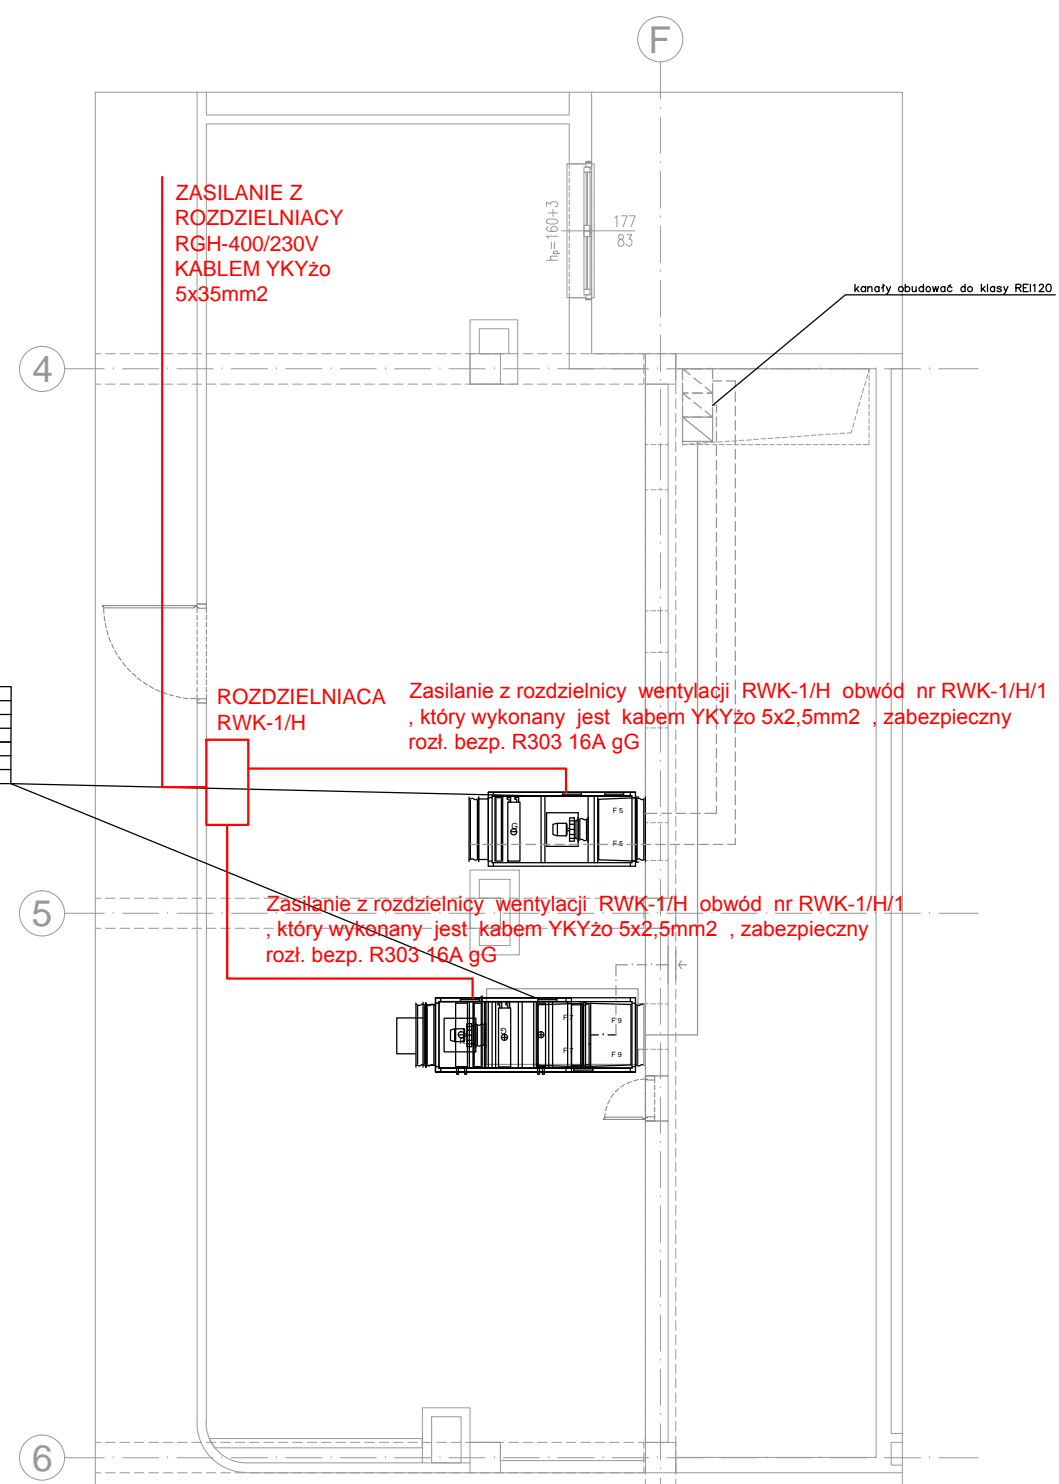 F
ZASILANIE Z
ROZDZIELNIACY
RGH-400/230V
KABLEM YKYżo
5x35mm2
hp=160+3
177
83
kanały obudować do klasy REI120
4
ROZDZIELNIACA
RWK-1/H
Zasilanie z rozdzielnicy wentylacji RWK-1/H obwód nr RWK-1/H/1
, który wykonany jest kabem YKYżo 5x2,5mm2 , zabezpieczny
rozł. bezp. R303 16A gG
F5
F5
5
Zasilanie z rozdzielnicy wentylacji RWK-1/H obwód nr RWK-1/H/1
, który wykonany jest kabem YKYżo 5x2,5mm2 , zabezpieczny
rozł. bezp. R303 16A gG
F7
F9
F7
F9
6